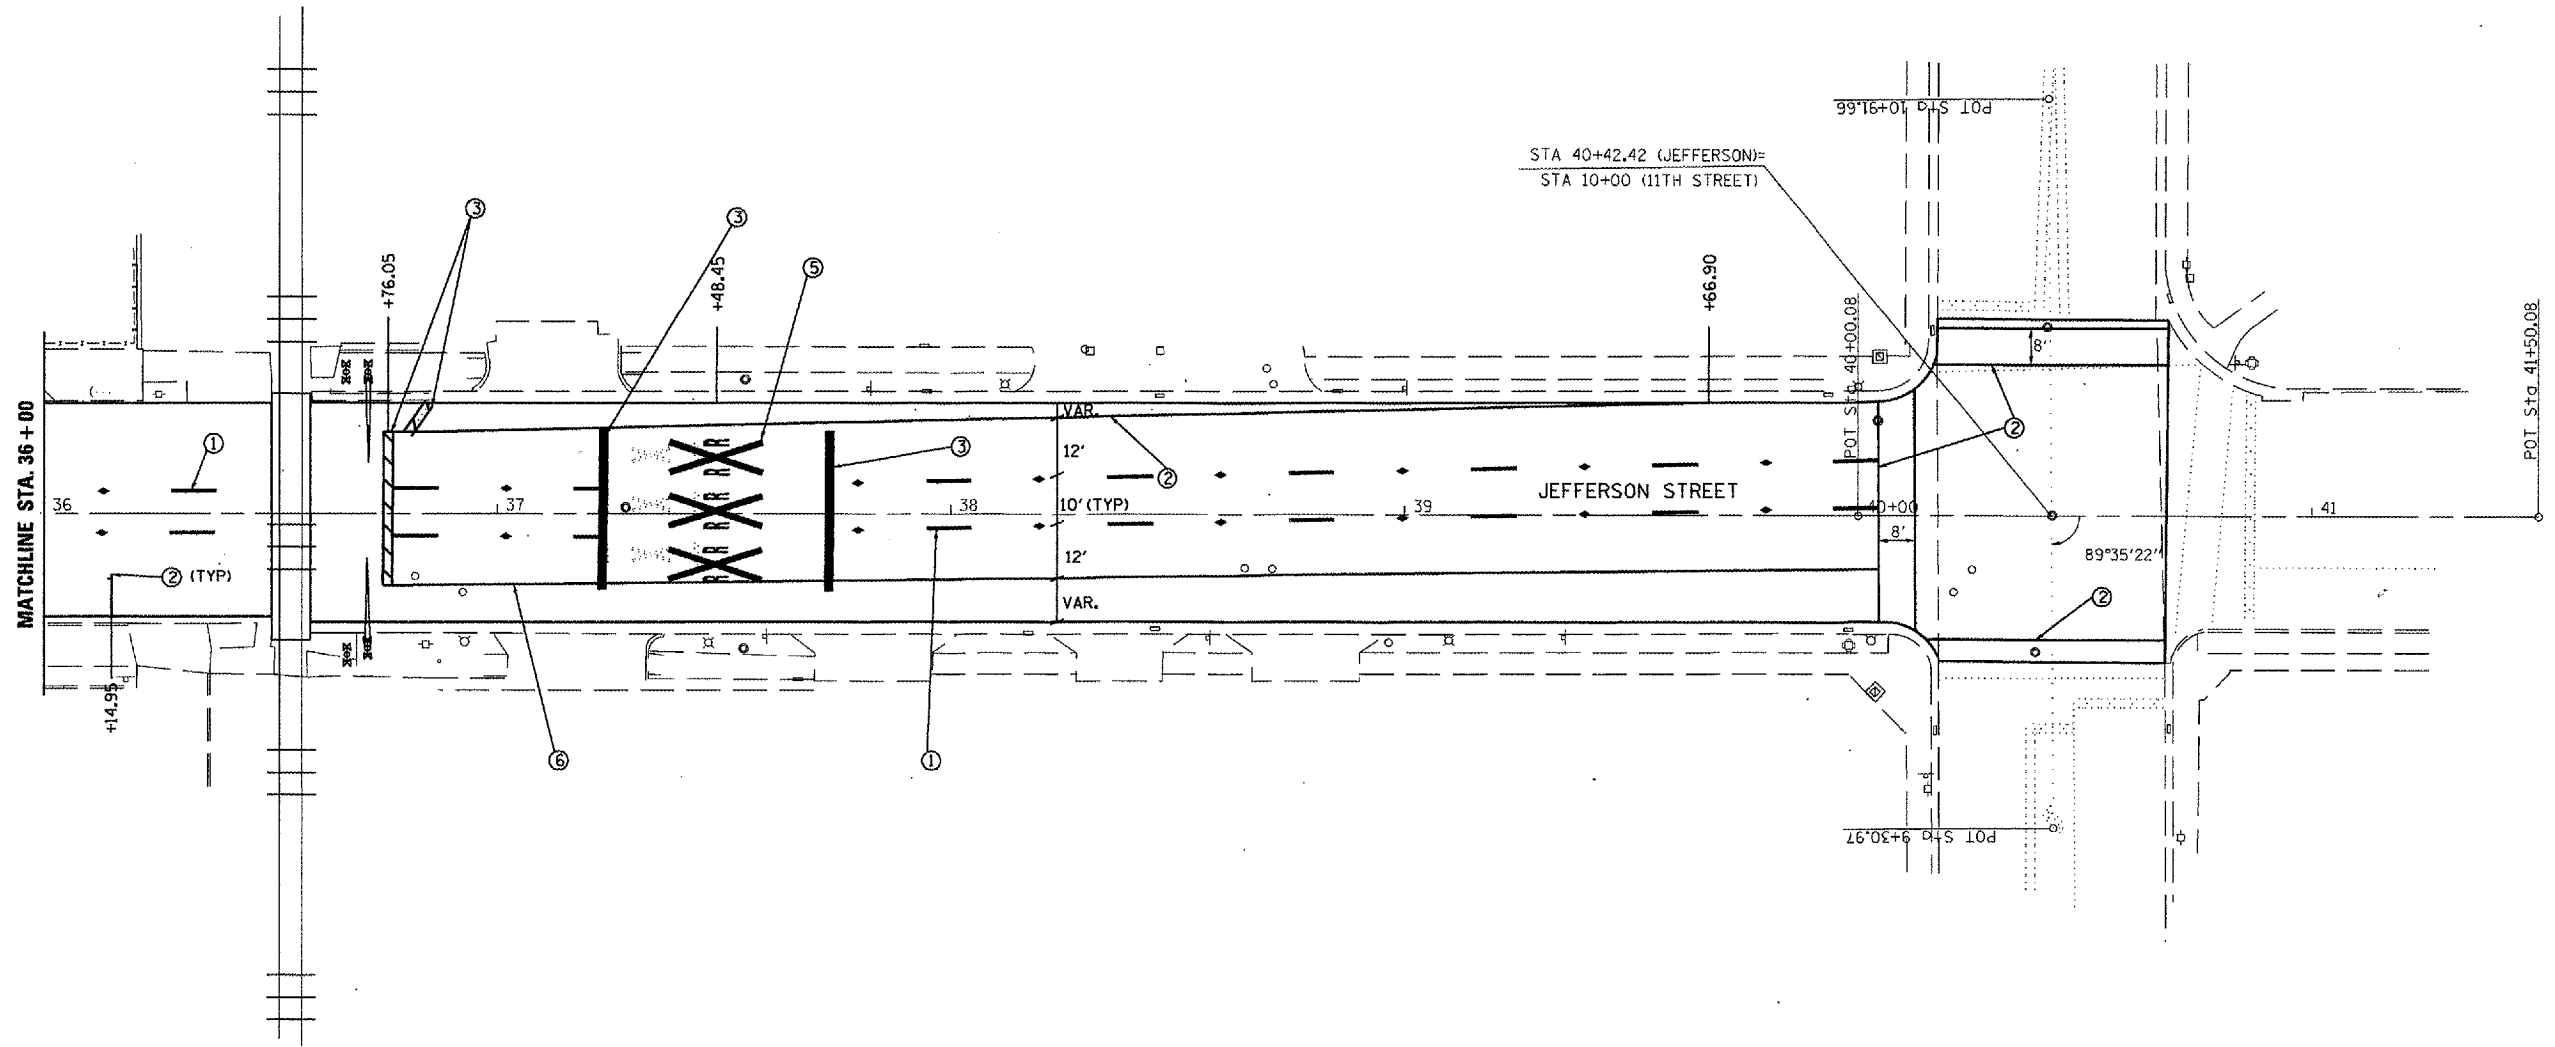 MATCHLINE STA. 36+00
POT Sta 10+91.66
STA 40+42.42 (JEFFERSON)=
STA 10+00 (11TH STREET)
3
3
5
+76.05
+48.45
+66.90
POT Sta 40+00.08
POT Sta 41+50.08
8'
VAR.
1
3
12'
2
2
RR
RR
RR
JEFFERSON STREET
36
37
38
10' (TYP)
39
40+00
41
8'
89°35'22"
12'
2 (TYP)
2
VAR.
+14.95
6
1
POT Sta 9+30.97